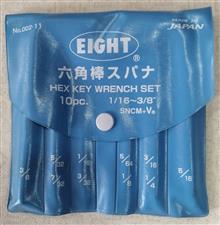 No.002-11
MADE IN
JAPAN
EIGHT
六角棒スパナ
HEX KEY WRENCH SET
10pc. 1/16~3/8"
SNCM+V
3/8
5/16
7/32
5/32
3/16
1/4
5/64
1/8
1/16